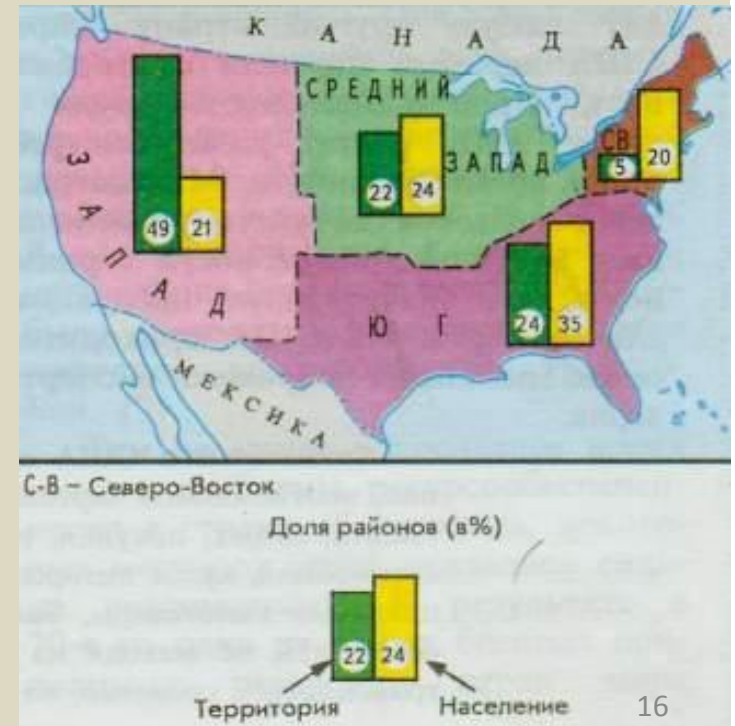 КАНАДА
СРЕДНИЙ
ЗАПАД
СВ
5
20
22
24
49
21
ЗАПАД
24
35
ЮГ
МЕКСИКА
С-В – Северо-Восток
Доля районов (в%)
22
24
Территория
Население
16